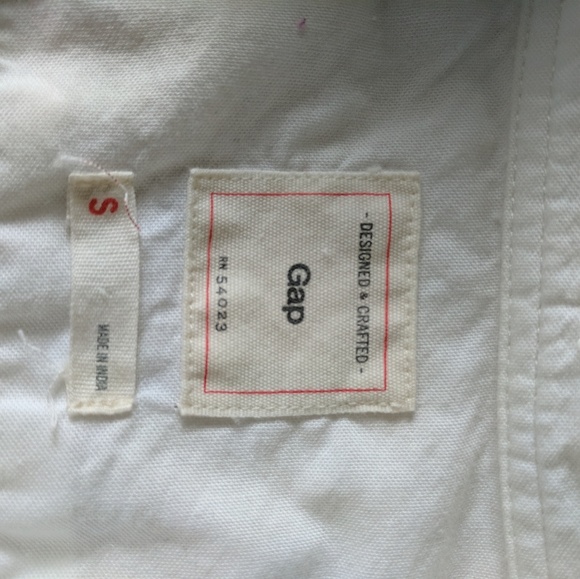 - DESIGNED & CRAFTED -
Gap
RN 54023
S
MADE IN INDIA